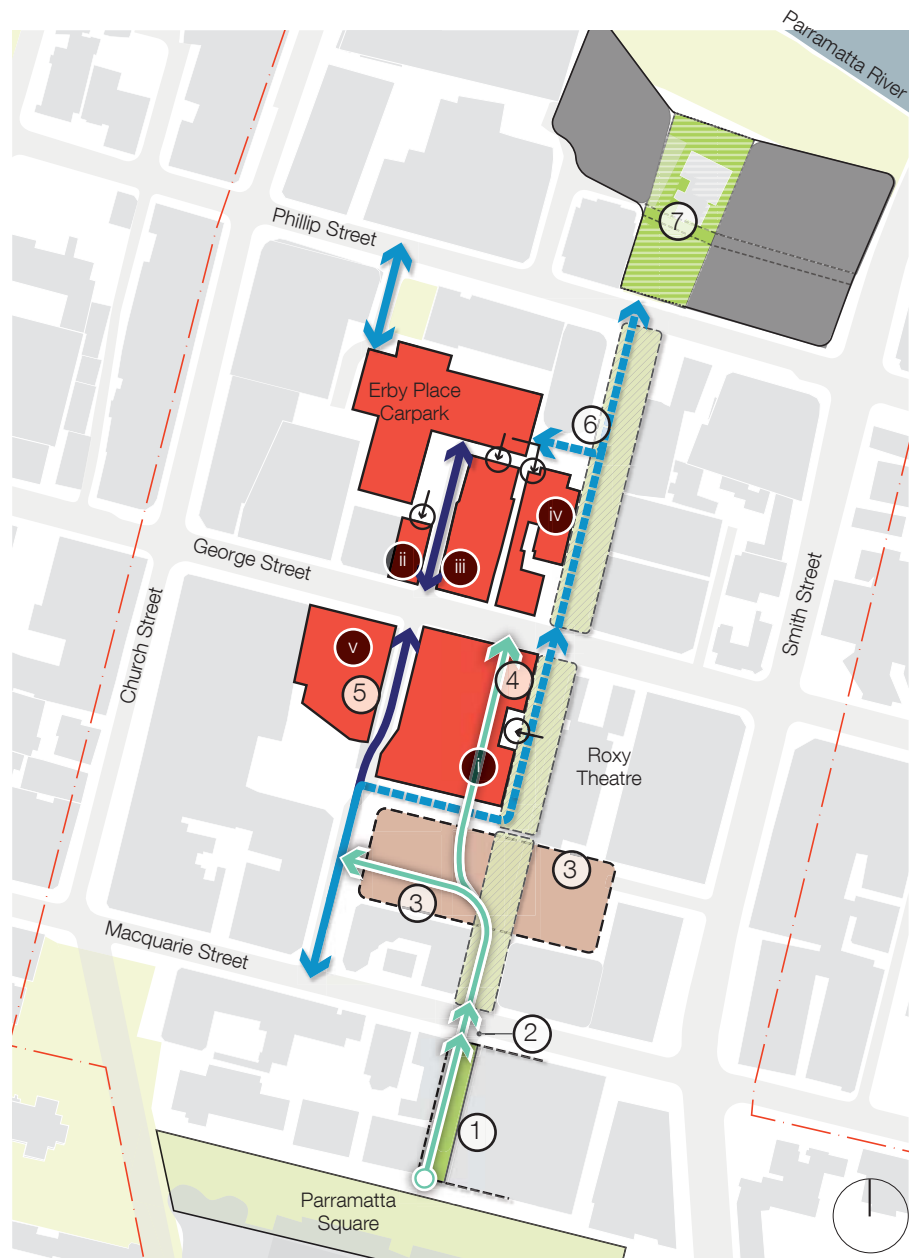 Parramatta
River
7
Phillip Street
Erby Place
Carpark
6
iv
George Street
ii
iii
Smith Street
Church Street
v
5
4
i
Roxy
Theatre
3
3
Macquarie Street
2
1
Parramatta
Square